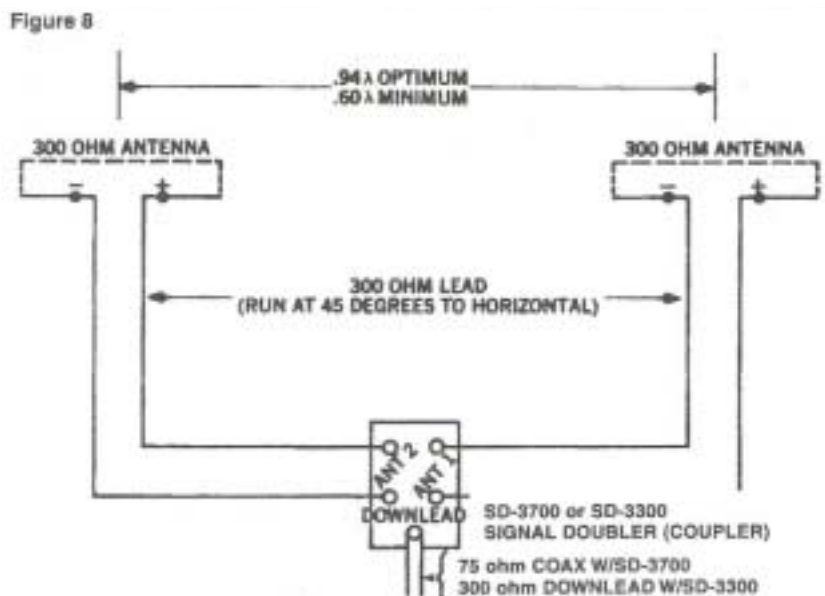 Figure 8
.94 λ OPTIMUM
.60 λ MINIMUM
300 OHM ANTENNA
300 OHM ANTENNA
- +
- +
300 OHM LEAD
(RUN AT 45 DEGREES TO HORIZONTAL)
ANT 2
ANT 1
DOWNLEAD
SD-3700 or SD-3300
SIGNAL DOUBLER (COUPLER)
75 ohm COAX W/SD-3700
300 ohm DOWNLEAD W/SD-3300